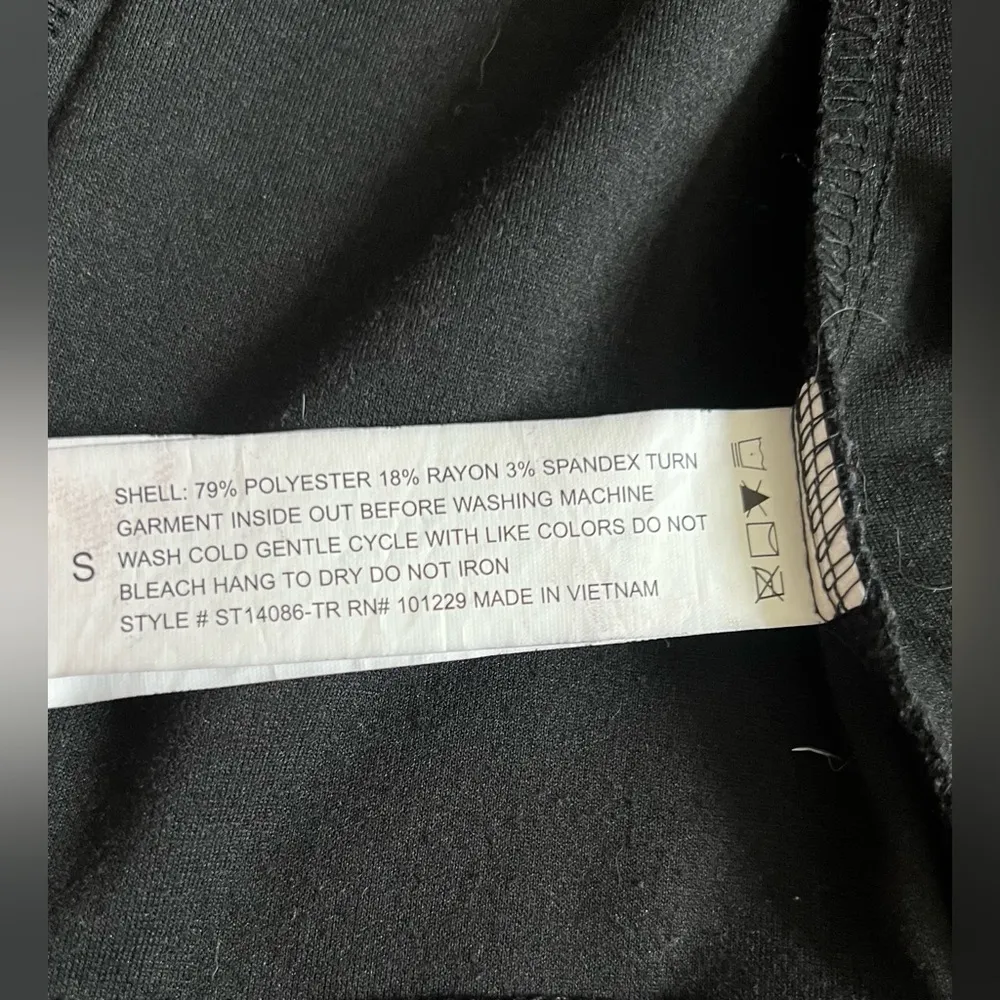 SHELL: 79% POLYESTER 18% RAYON 3% SPANDEX TURN
GARMENT INSIDE OUT BEFORE WASHING MACHINE
S
WASH COLD GENTLE CYCLE WITH LIKE COLORS DO NOT
BLEACH HANG TO DRY DO NOT IRON
STYLE # ST14086-TR RN# 101229 MADE IN VIETNAM